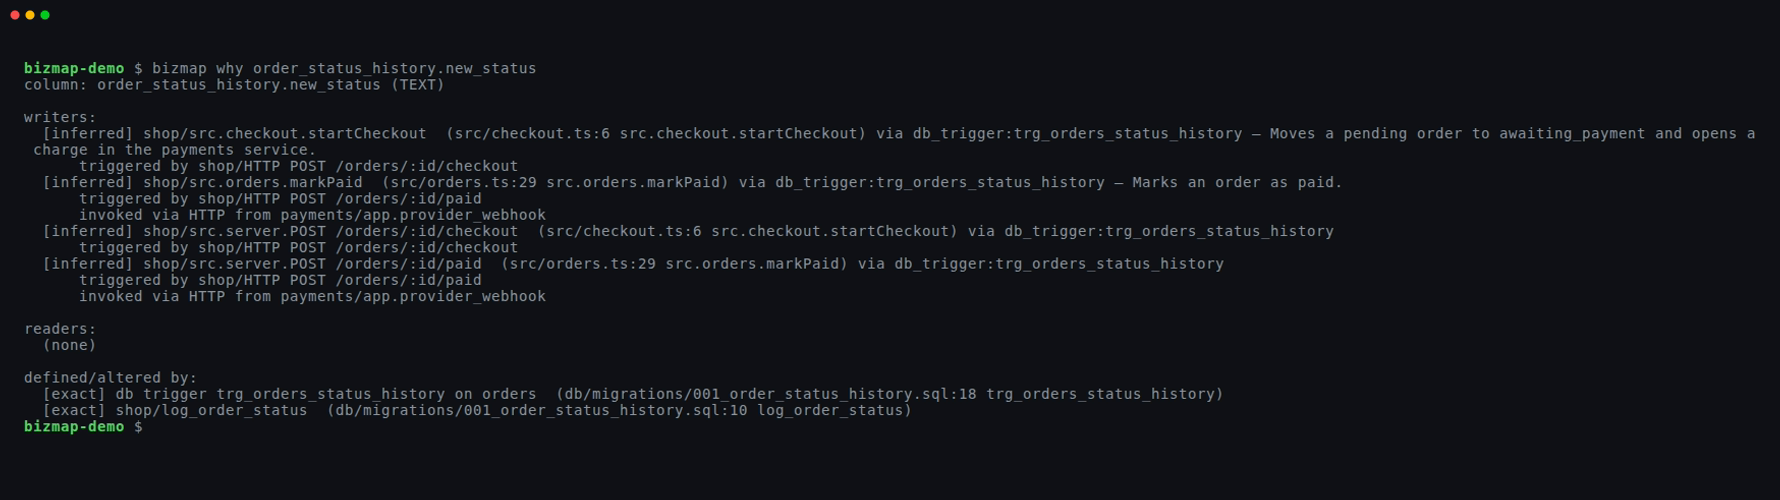 bizmap-demo $ bizmap why order_status_history.new_status
column: order_status_history.new_status (TEXT)
writers:
[inferred] shop/src.checkout.startCheckout  (src/checkout.ts:6 src.checkout.startCheckout) via db_trigger:trg_orders_status_history — Moves a pending order to awaiting_payment and opens a
charge in the payments service.
triggered by shop/HTTP POST /orders/:id/checkout
[inferred] shop/src.orders.markPaid  (src/orders.ts:29 src.orders.markPaid) via db_trigger:trg_orders_status_history — Marks an order as paid.
triggered by shop/HTTP POST /orders/:id/paid
invoked via HTTP from payments/app.provider_webhook
[inferred] shop/src.server.POST /orders/:id/checkout  (src/checkout.ts:6 src.checkout.startCheckout) via db_trigger:trg_orders_status_history
triggered by shop/HTTP POST /orders/:id/checkout
[inferred] shop/src.server.POST /orders/:id/paid  (src/orders.ts:29 src.orders.markPaid) via db_trigger:trg_orders_status_history
triggered by shop/HTTP POST /orders/:id/paid
invoked via HTTP from payments/app.provider_webhook
readers:
(none)
defined/altered by:
[exact] db trigger trg_orders_status_history on orders  (db/migrations/001_order_status_history.sql:18 trg_orders_status_history)
[exact] shop/log_order_status  (db/migrations/001_order_status_history.sql:10 log_order_status)
bizmap-demo $